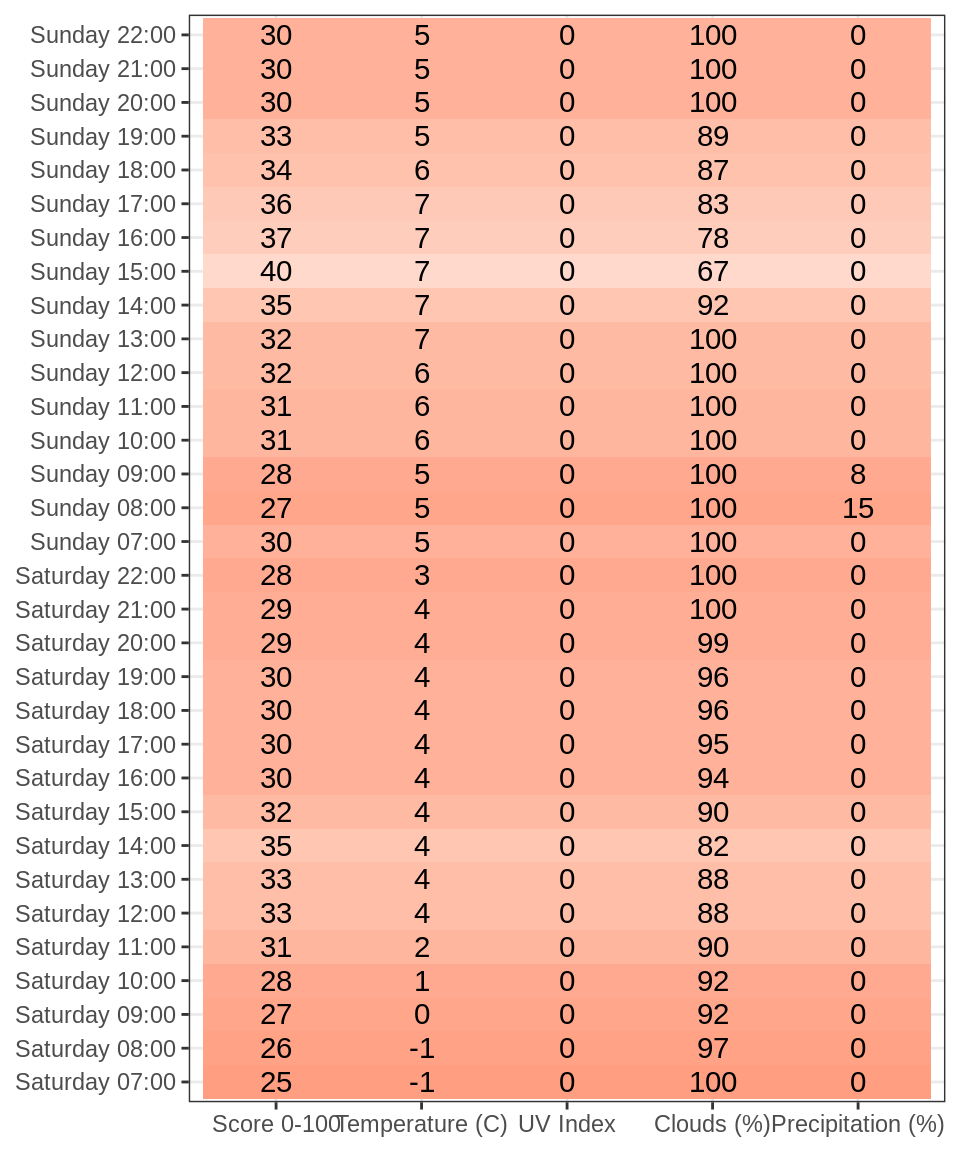 Sunday 22:00 30 5 0 100 0
Sunday 21:00 30 5 0 100 0
Sunday 20:00 30 5 0 100 0
Sunday 19:00 33 5 0 89 0
Sunday 18:00 34 6 0 87 0
Sunday 17:00 36 7 0 83 0
Sunday 16:00 37 7 0 78 0
Sunday 15:00 40 7 0 67 0
Sunday 14:00 35 7 0 92 0
Sunday 13:00 32 7 0 100 0
Sunday 12:00 32 6 0 100 0
Sunday 11:00 31 6 0 100 0
Sunday 10:00 31 6 0 100 0
Sunday 09:00 28 5 0 100 8
Sunday 08:00 27 5 0 100 15
Sunday 07:00 30 5 0 100 0
Saturday 22:00 28 3 0 100 0
Saturday 21:00 29 4 0 100 0
Saturday 20:00 29 4 0 99 0
Saturday 19:00 30 4 0 96 0
Saturday 18:00 30 4 0 96 0
Saturday 17:00 30 4 0 95 0
Saturday 16:00 30 4 0 94 0
Saturday 15:00 32 4 0 90 0
Saturday 14:00 35 4 0 82 0
Saturday 13:00 33 4 0 88 0
Saturday 12:00 33 4 0 88 0
Saturday 11:00 31 2 0 90 0
Saturday 10:00 28 1 0 92 0
Saturday 09:00 27 0 0 92 0
Saturday 08:00 26 -1 0 97 0
Saturday 07:00 25 -1 0 100 0
Score 0-100 Temperature (C) UV Index Clouds (%) Precipitation (%)